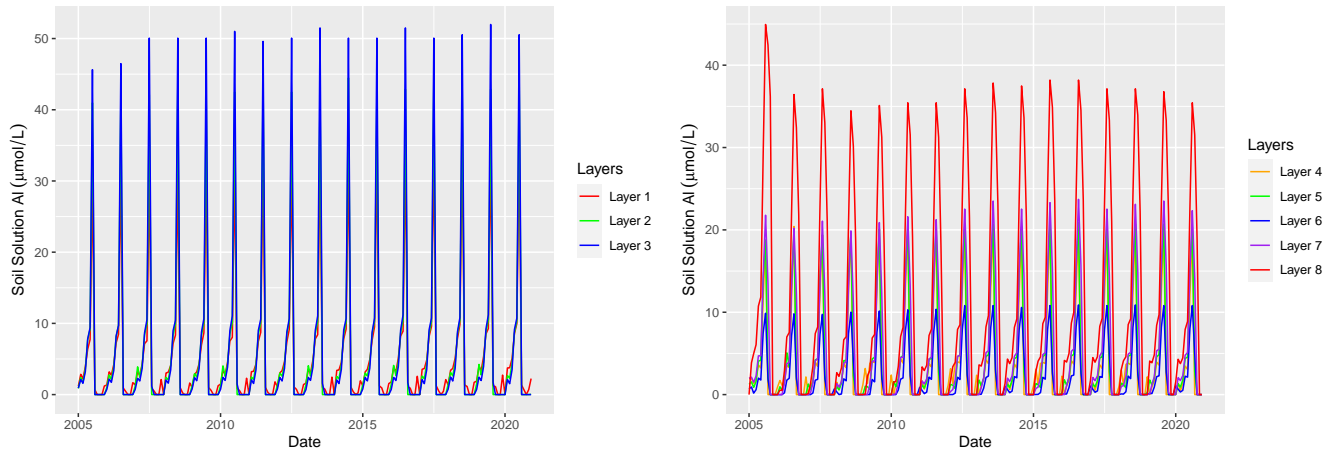 Soil Solution Al (µmol/L)
50
40
30
20
10
0
2005
2010
2015
2020
Date
Layers
Layer 1
Layer 2
Layer 3
Soil Solution Al (µmol/L)
40
30
20
10
0
2005
2010
2015
2020
Date
Layers
Layer 4
Layer 5
Layer 6
Layer 7
Layer 8